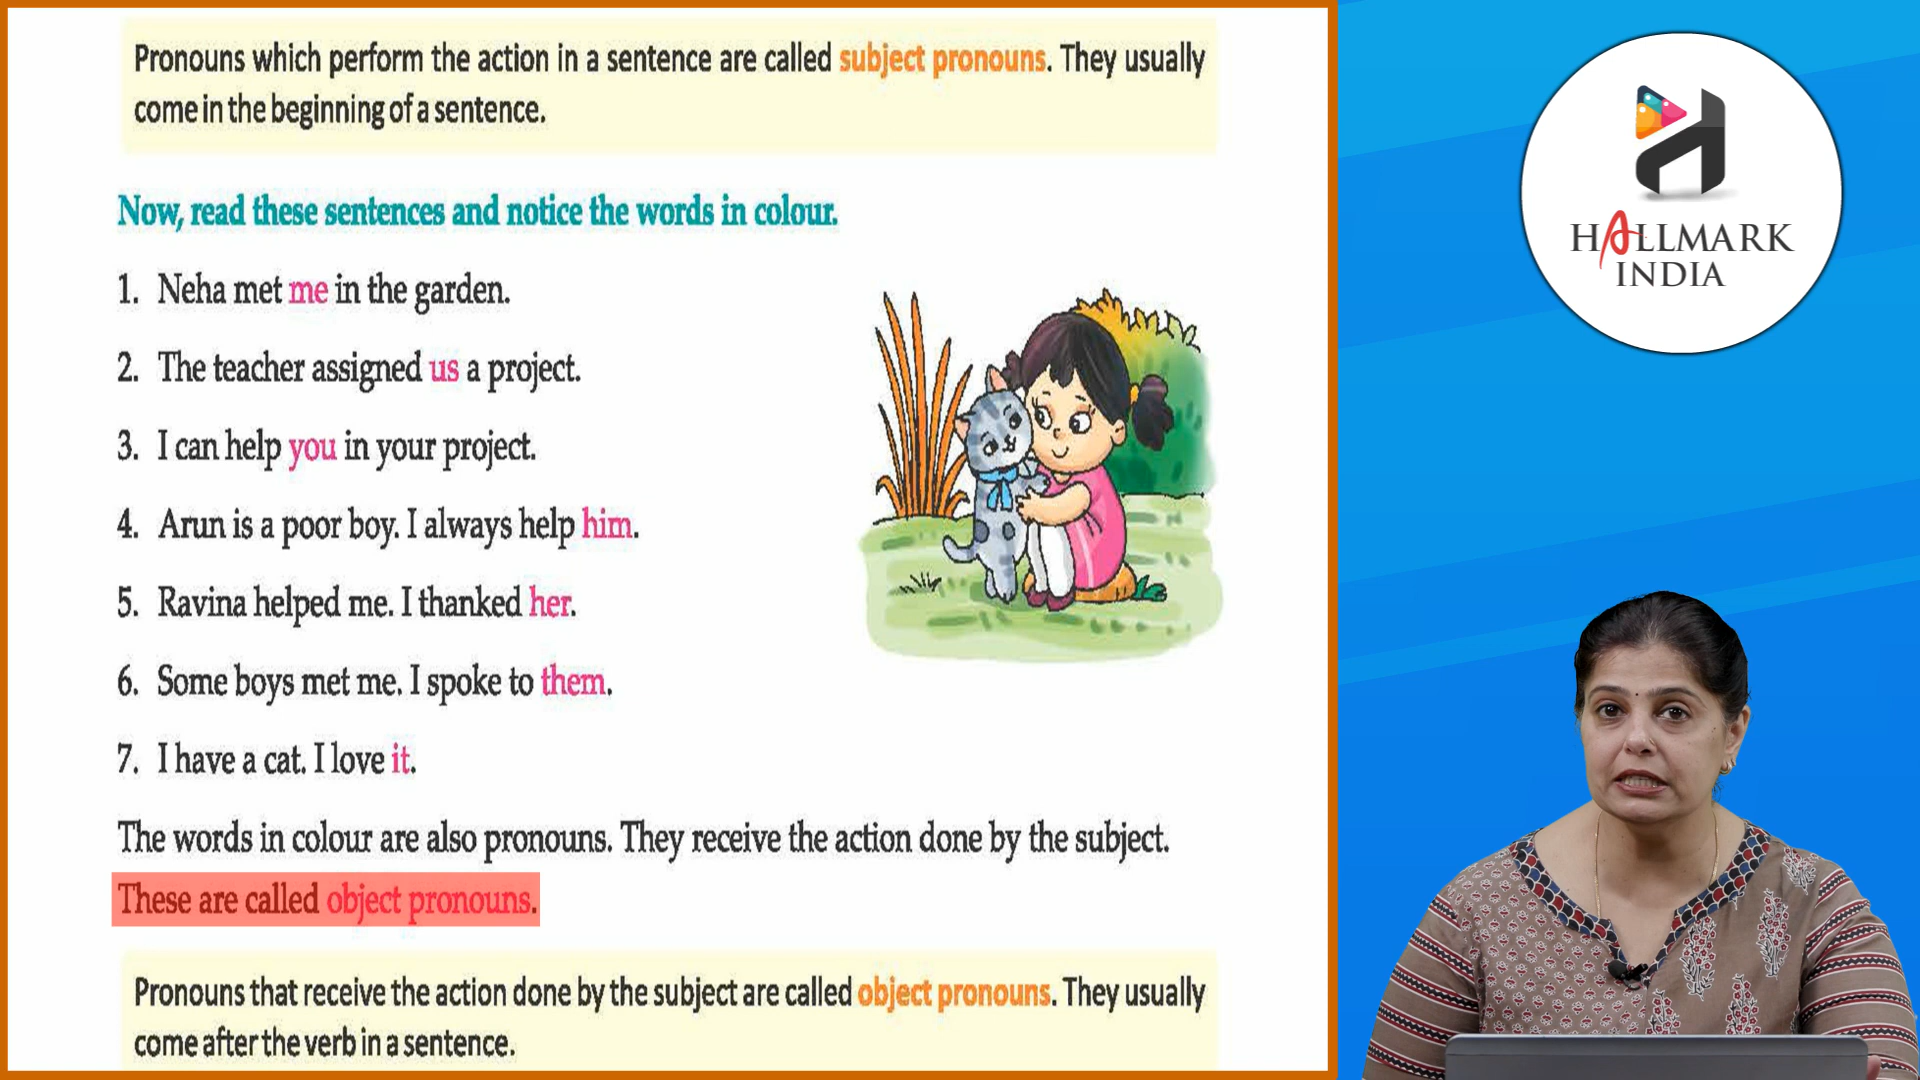 Pronouns which perform the action in a sentence are called subject pronouns. They usually
come in the beginning of a sentence.
Now, read these sentences and notice the words in colour.
1. Neha met me in the garden.
2. The teacher assigned us a project.
3. I can help you in your project.
4. Arun is a poor boy. I always help him.
5. Ravina helped me. I thanked her.
6. Some boys met me. I spoke to them.
7. I have a cat. I love it.
The words in colour are also pronouns. They receive the action done by the subject.
These are called object pronouns.
Pronouns that receive the action done by the subject are called object pronouns. They usually
come after the verb in a sentence.
HALLMARK
INDIA